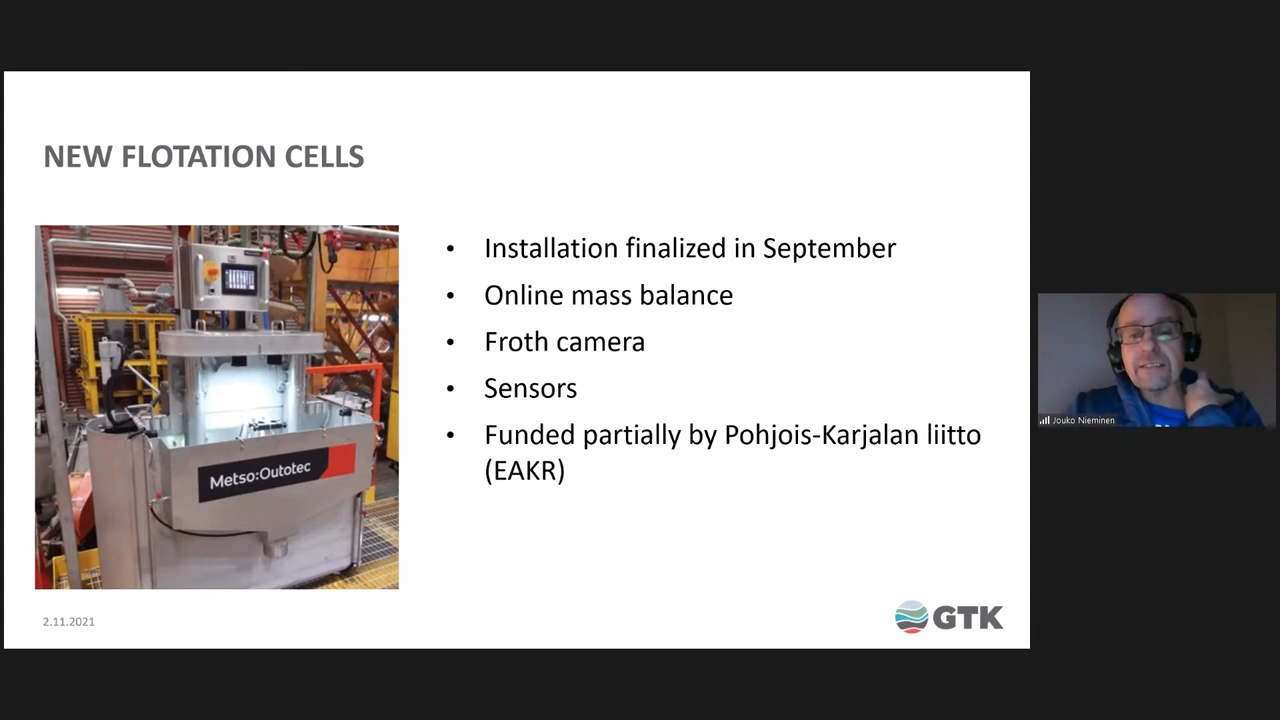 NEW FLOTATION CELLS
• Installation finalized in September
• Online mass balance
• Froth camera
• Sensors
• Funded partially by Pohjois-Karjalan liitto
(EAKR)
Metso:Outotec
2.11.2021
GTK
Jouko Nieminen